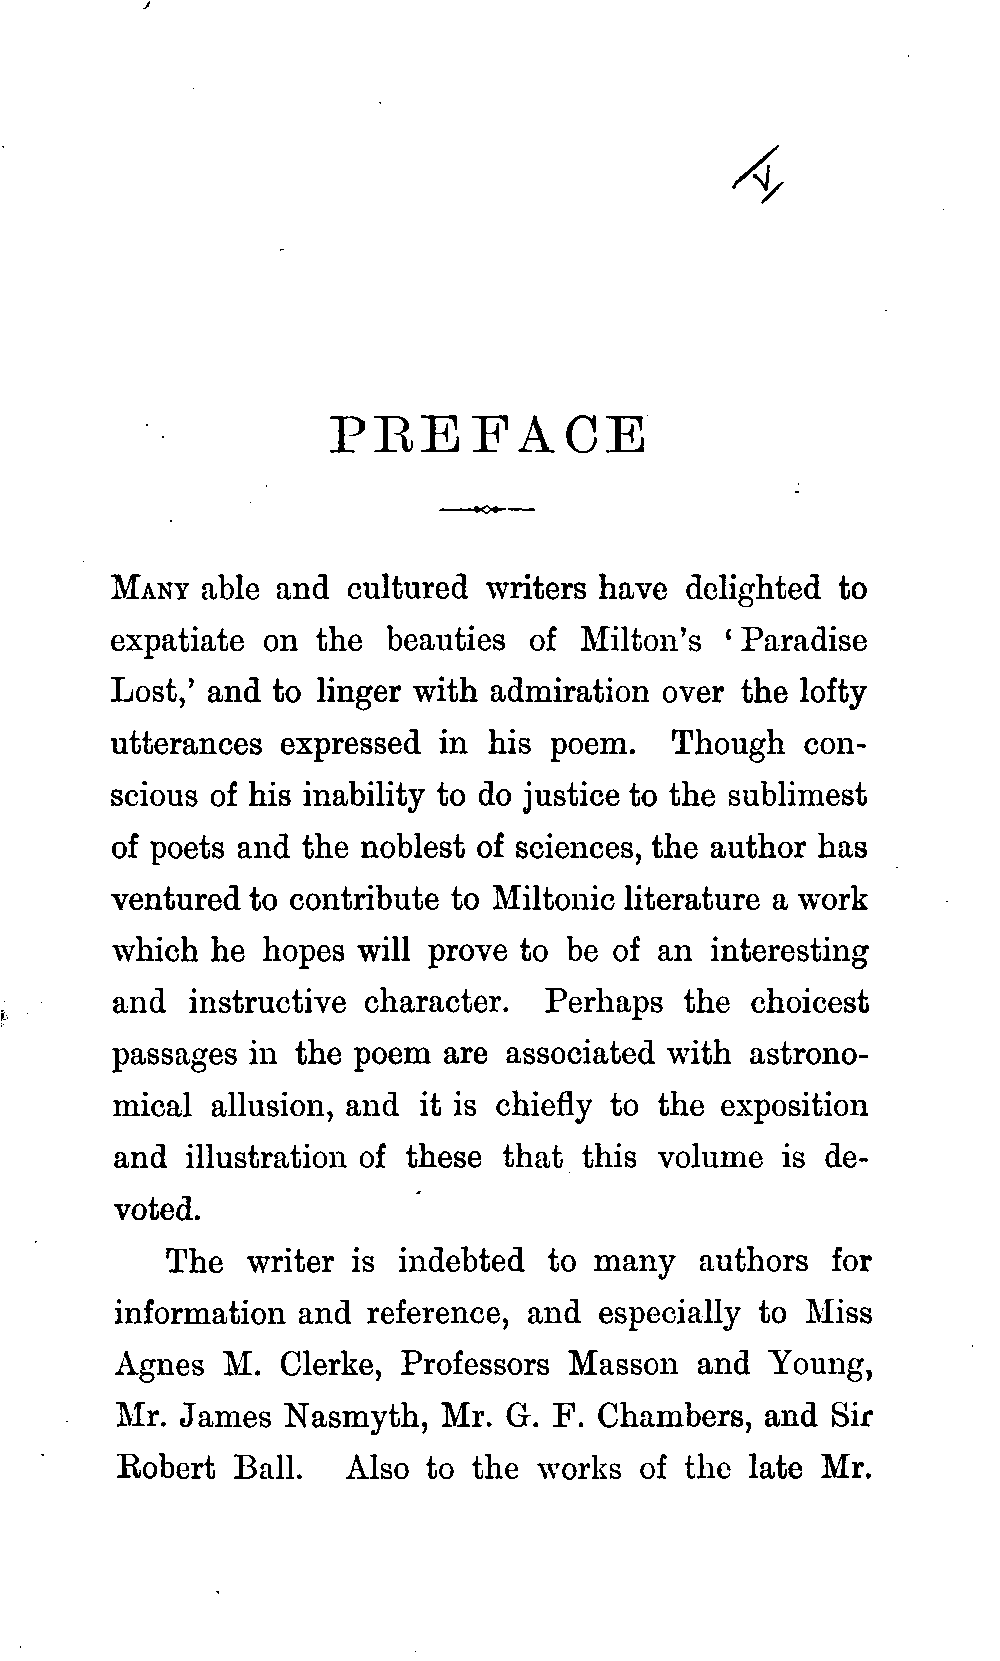 PREFACE
MANY able and cultured writers have delighted to
expatiate on the beauties of Milton's ‘Paradise
Lost,’ and to linger with admiration over the lofty
utterances expressed in his poem. Though con-
scious of his inability to do justice to the sublimest
of poets and the noblest of sciences, the author has
ventured to contribute to Miltonic literature a work
which he hopes will prove to be of an interesting
and instructive character. Perhaps the choicest
passages in the poem are associated with astrono-
mical allusion, and it is chiefly to the exposition
and illustration of these that this volume is de-
voted.
The writer is indebted to many authors for
information and reference, and especially to Miss
Agnes M. Clerke, Professors Masson and Young,
Mr. James Nasmyth, Mr. G. F. Chambers, and Sir
Robert Ball. Also to the works of the late Mr.